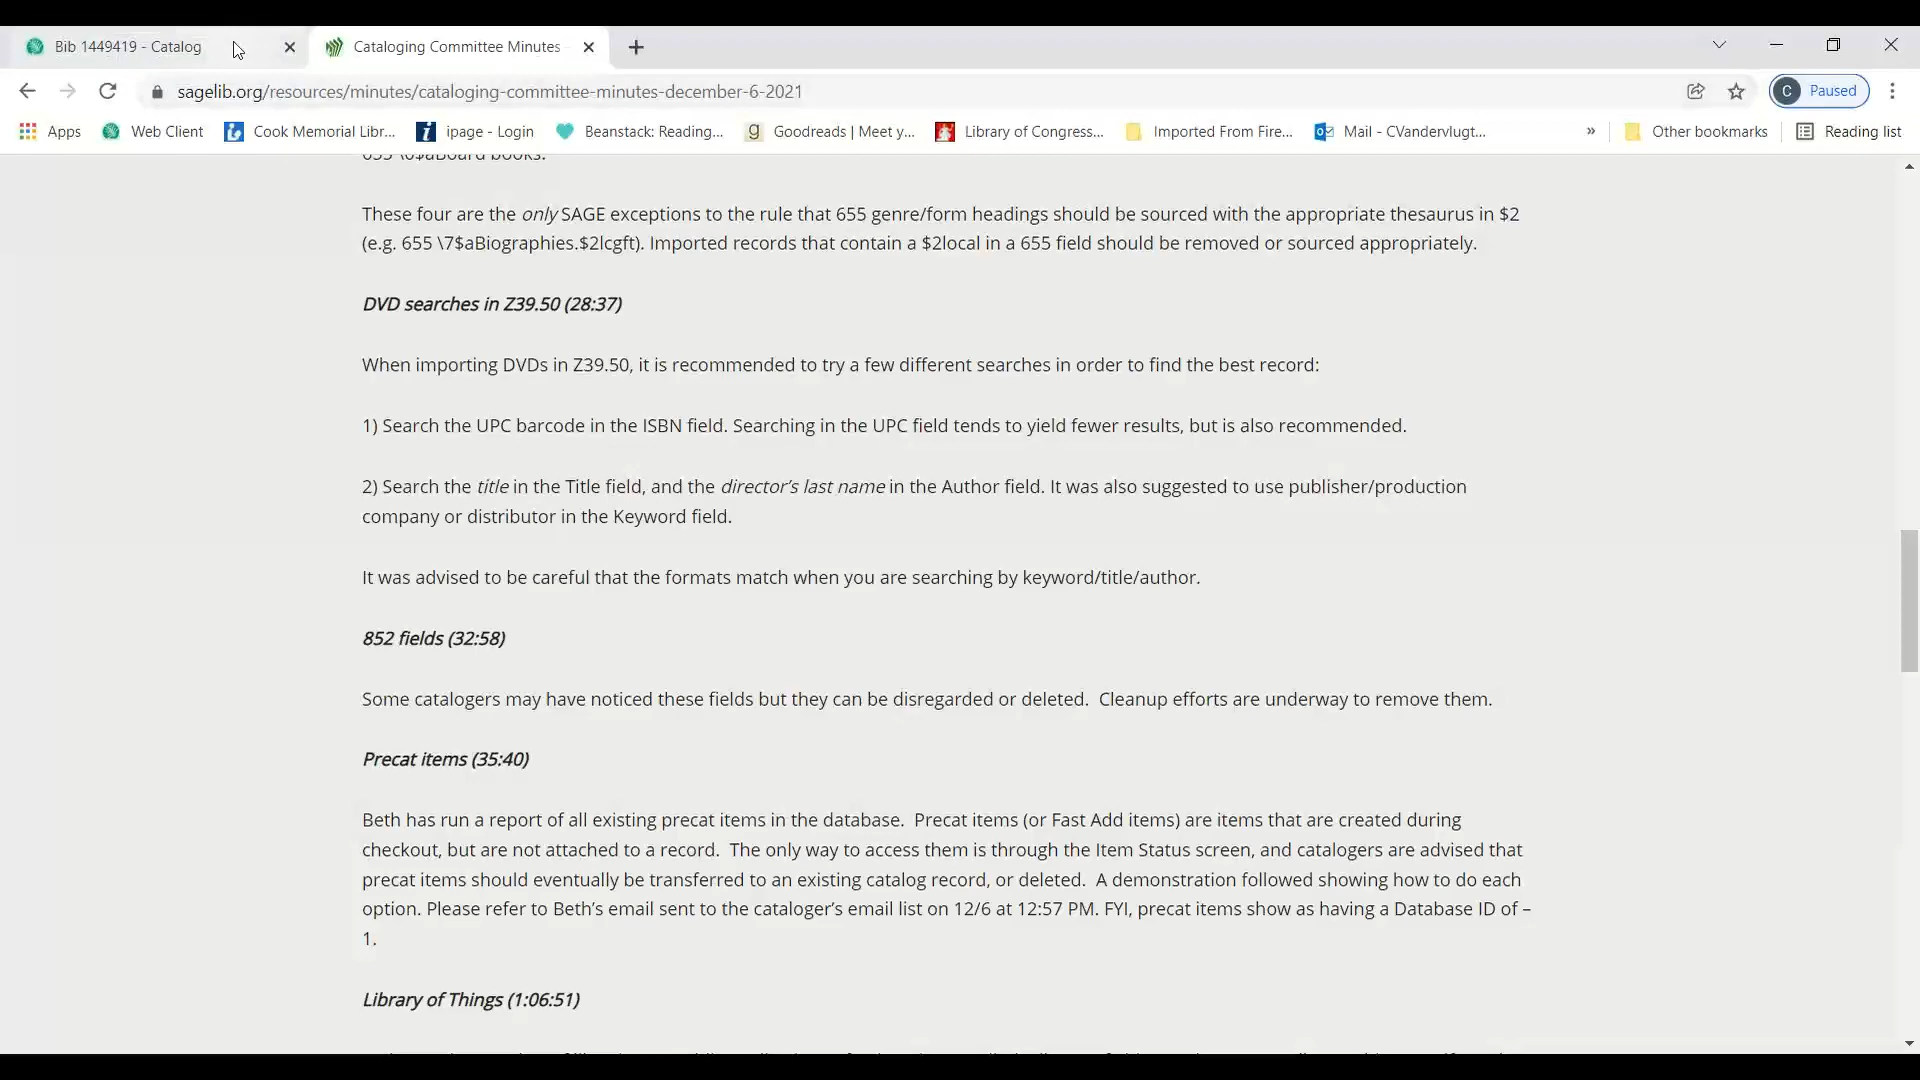 Bib 1449419 - Catalog
Cataloging Committee Minutes
sagelib.org/resources/minutes/cataloging-committee-minutes-december-6-2021
C Paused
Apps Web Client Cook Memorial Libr... ipage - Login Beanstack: Reading... Goodreads | Meet y... Library of Congress... Imported From Fire... Mail - CVandervlugt... » Other bookmarks Reading list
655 \6$aBoard books.
These four are the only SAGE exceptions to the rule that 655 genre/form headings should be sourced with the appropriate thesaurus in $2
(e.g. 655 \7$aBiographies.$2lcgft). Imported records that contain a $2local in a 655 field should be removed or sourced appropriately.
DVD searches in Z39.50 (28:37)
When importing DVDs in Z39.50, it is recommended to try a few different searches in order to find the best record:
1) Search the UPC barcode in the ISBN field. Searching in the UPC field tends to yield fewer results, but is also recommended.
2) Search the title in the Title field, and the director’s last name in the Author field. It was also suggested to use publisher/production
company or distributor in the Keyword field.
It was advised to be careful that the formats match when you are searching by keyword/title/author.
852 fields (32:58)
Some catalogers may have noticed these fields but they can be disregarded or deleted.  Cleanup efforts are underway to remove them.
Precat items (35:40)
Beth has run a report of all existing precat items in the database.  Precat items (or Fast Add items) are items that are created during
checkout, but are not attached to a record.  The only way to access them is through the Item Status screen, and catalogers are advised that
precat items should eventually be transferred to an existing catalog record, or deleted.  A demonstration followed showing how to do each
option. Please refer to Beth’s email sent to the cataloger’s email list on 12/6 at 12:57 PM. FYI, precat items show as having a Database ID of –
1.
Library of Things (1:06:51)